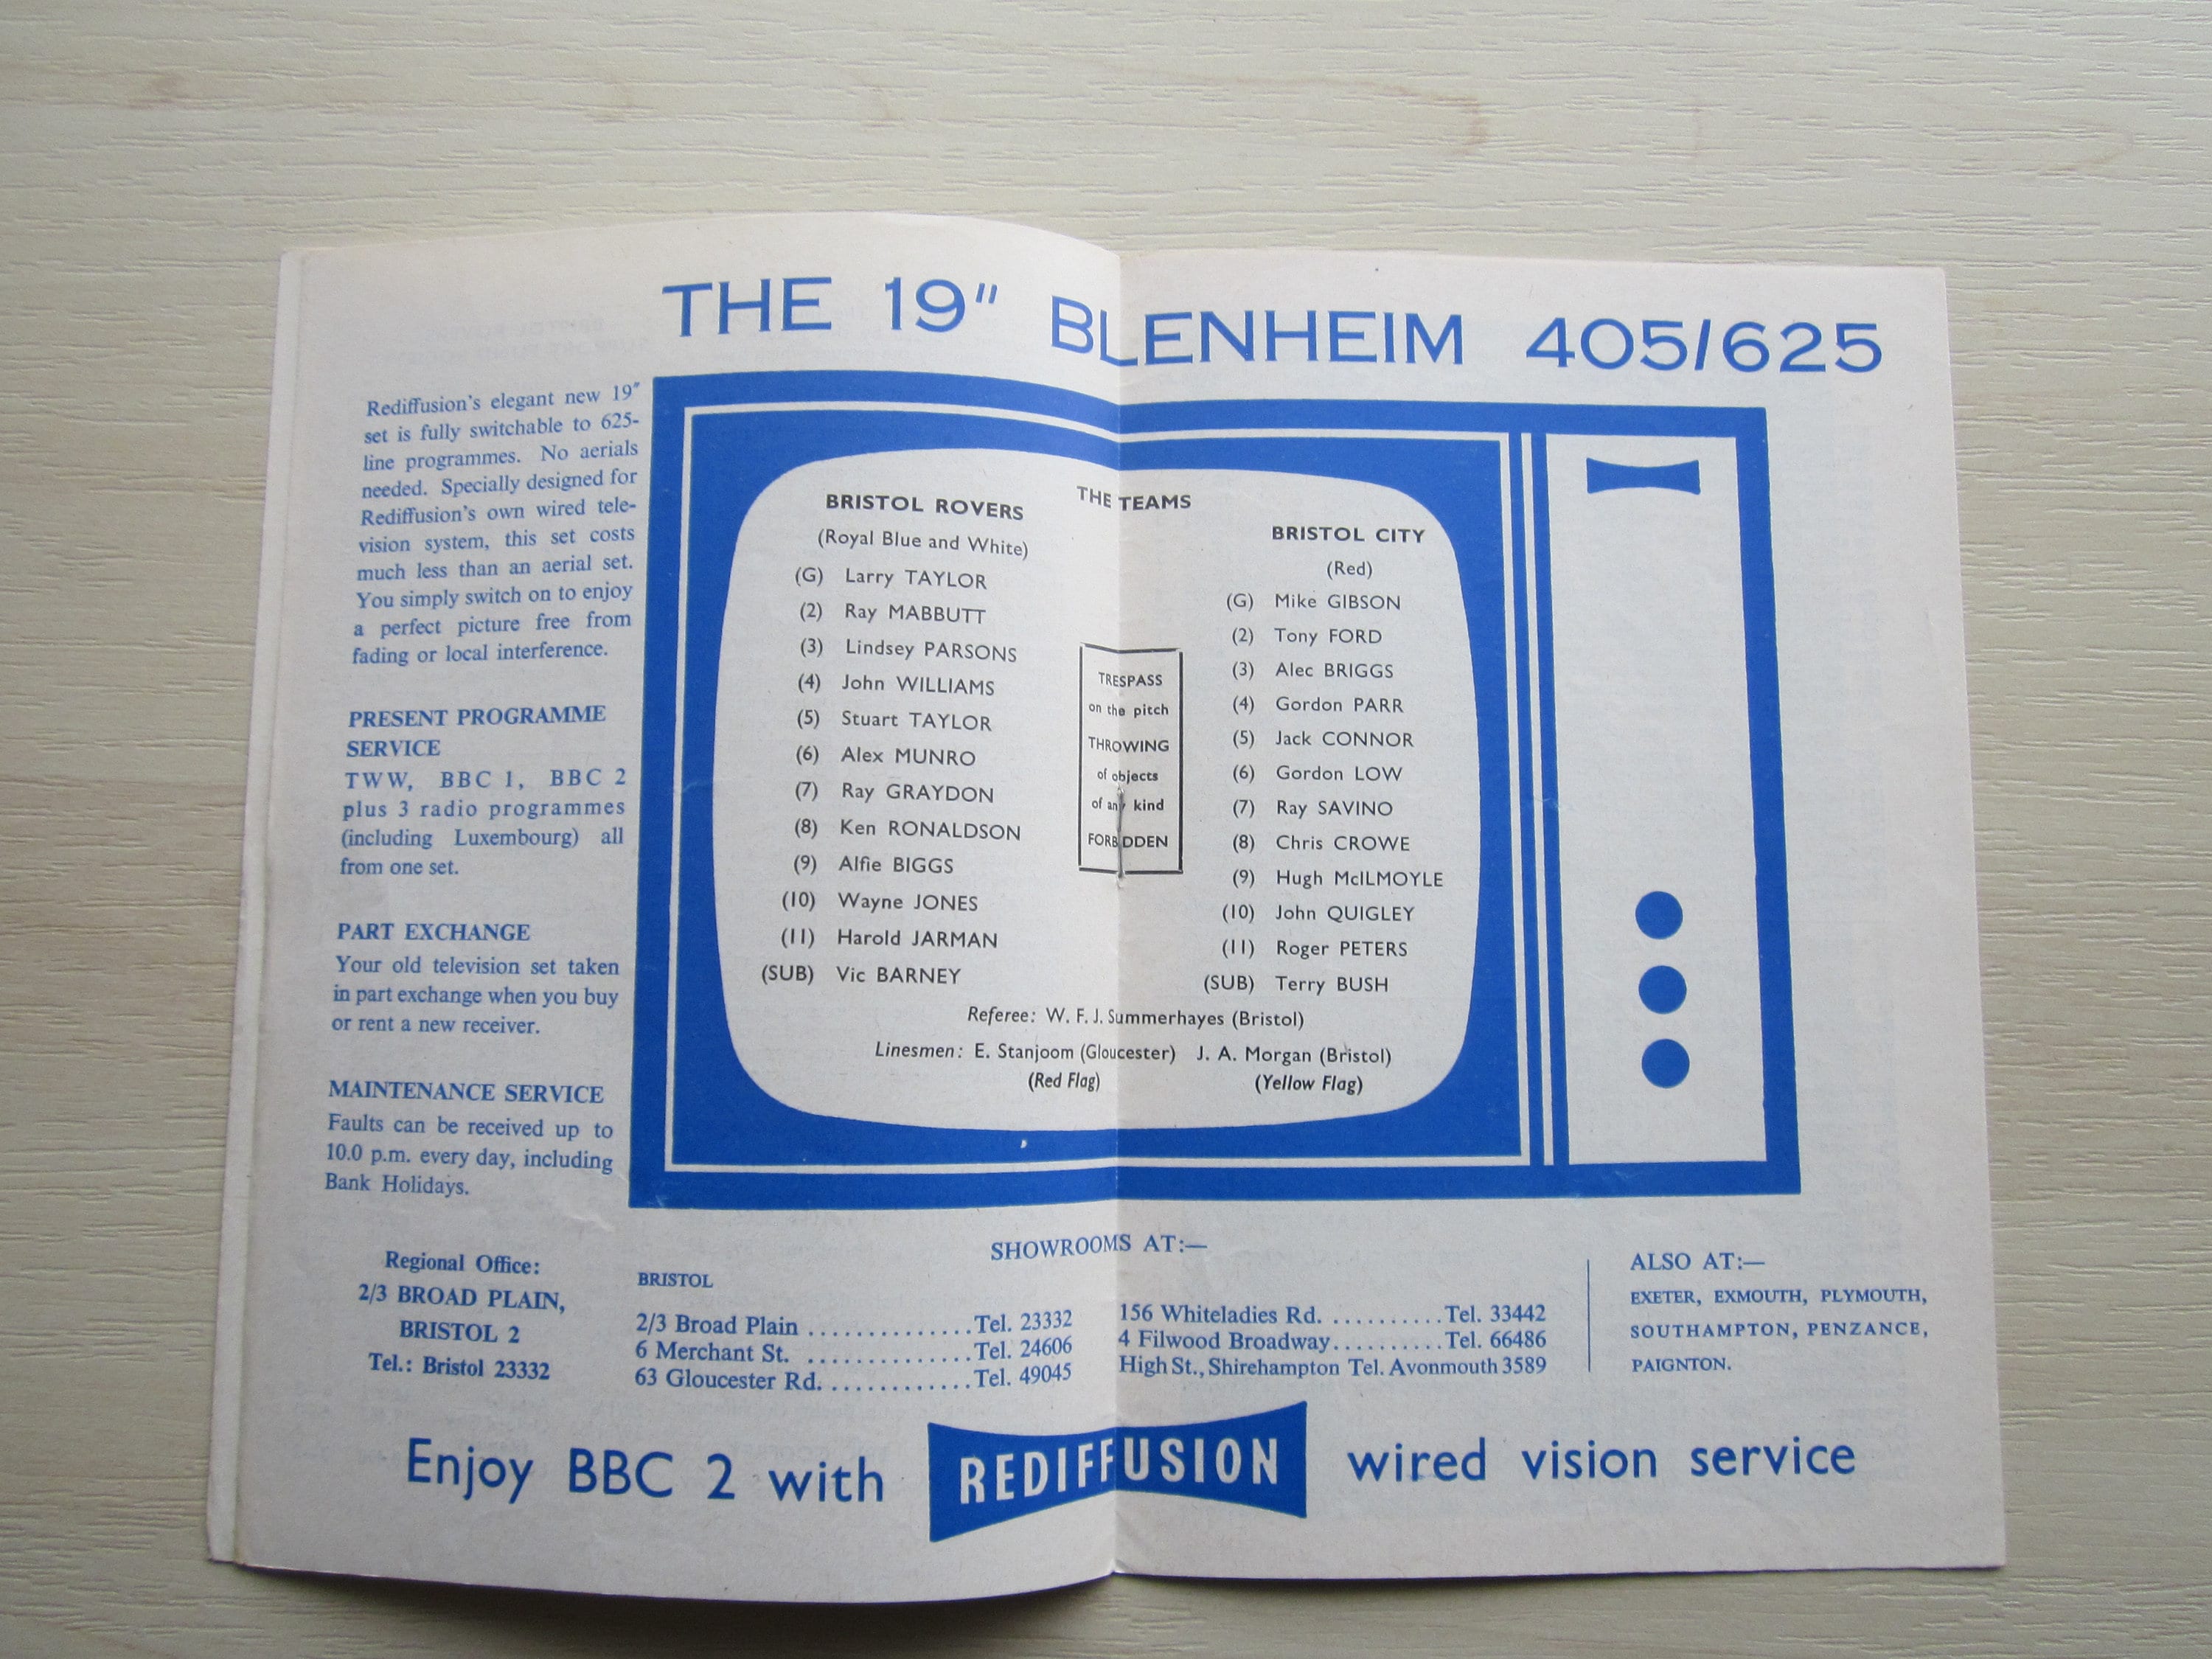 THE 19" BLENHEIM 405/625
Rediffusion's elegant new 19"
set is fully switchable to 625-
line programmes. No aerials
needed. Specially designed for
Rediffusion's own wired tele-
vision system, this set costs
much less than an aerial set.
You simply switch on to enjoy
a perfect picture free from
fading or local interference.
PRESENT PROGRAMME
SERVICE
TWW, BBC 1, BBC 2
plus 3 radio programmes
(including Luxembourg) all
from one set.
PART EXCHANGE
Your old television set taken
in part exchange when you buy
or rent a new receiver.
MAINTENANCE SERVICE
Faults can be received up to
10.0 p.m. every day, including
Bank Holidays.
THE TEAMS
BRISTOL ROVERS
(Royal Blue and White)
(G) Larry TAYLOR
(2) Ray MABBUTT
(3) Lindsey PARSONS
(4) John WILLIAMS
(5) Stuart TAYLOR
(6) Alex MUNRO
(7) Ray GRAYDON
(8) Ken RONALDSON
(9) Alfie BIGGS
(10) Wayne JONES
(11) Harold JARMAN
(SUB) Vic BARNEY
TRESPASS
on the pitch
THROWING
of objects
of any kind
FORBIDDEN
BRISTOL CITY
(Red)
(G) Mike GIBSON
(2) Tony FORD
(3) Alec BRIGGS
(4) Gordon PARR
(5) Jack CONNOR
(6) Gordon LOW
(7) Ray SAVINO
(8) Chris CROWE
(9) Hugh McILMOYLE
(10) John QUIGLEY
(11) Roger PETERS
(SUB) Terry BUSH
Referee: W. F. J. Summerhayes (Bristol)
Linesmen: E. Stanjoom (Gloucester) J. A. Morgan (Bristol)
(Red Flag) (Yellow Flag)
Regional Office:
2/3 BROAD PLAIN,
BRISTOL 2
Tel.: Bristol 23332
SHOWROOMS AT:—
BRISTOL
2/3 Broad Plain ..............Tel. 23332
6 Merchant St. ..............Tel. 24606
63 Gloucester Rd. ............Tel. 49045
156 Whiteladies Rd. ..........Tel. 33442
4 Filwood Broadway..........Tel. 66486
High St., Shirehampton Tel. Avonmouth 3589
ALSO AT:—
EXETER, EXMOUTH, PLYMOUTH,
SOUTHAMPTON, PENZANCE,
PAIGNTON.
Enjoy BBC 2 with REDIFFUSION wired vision service